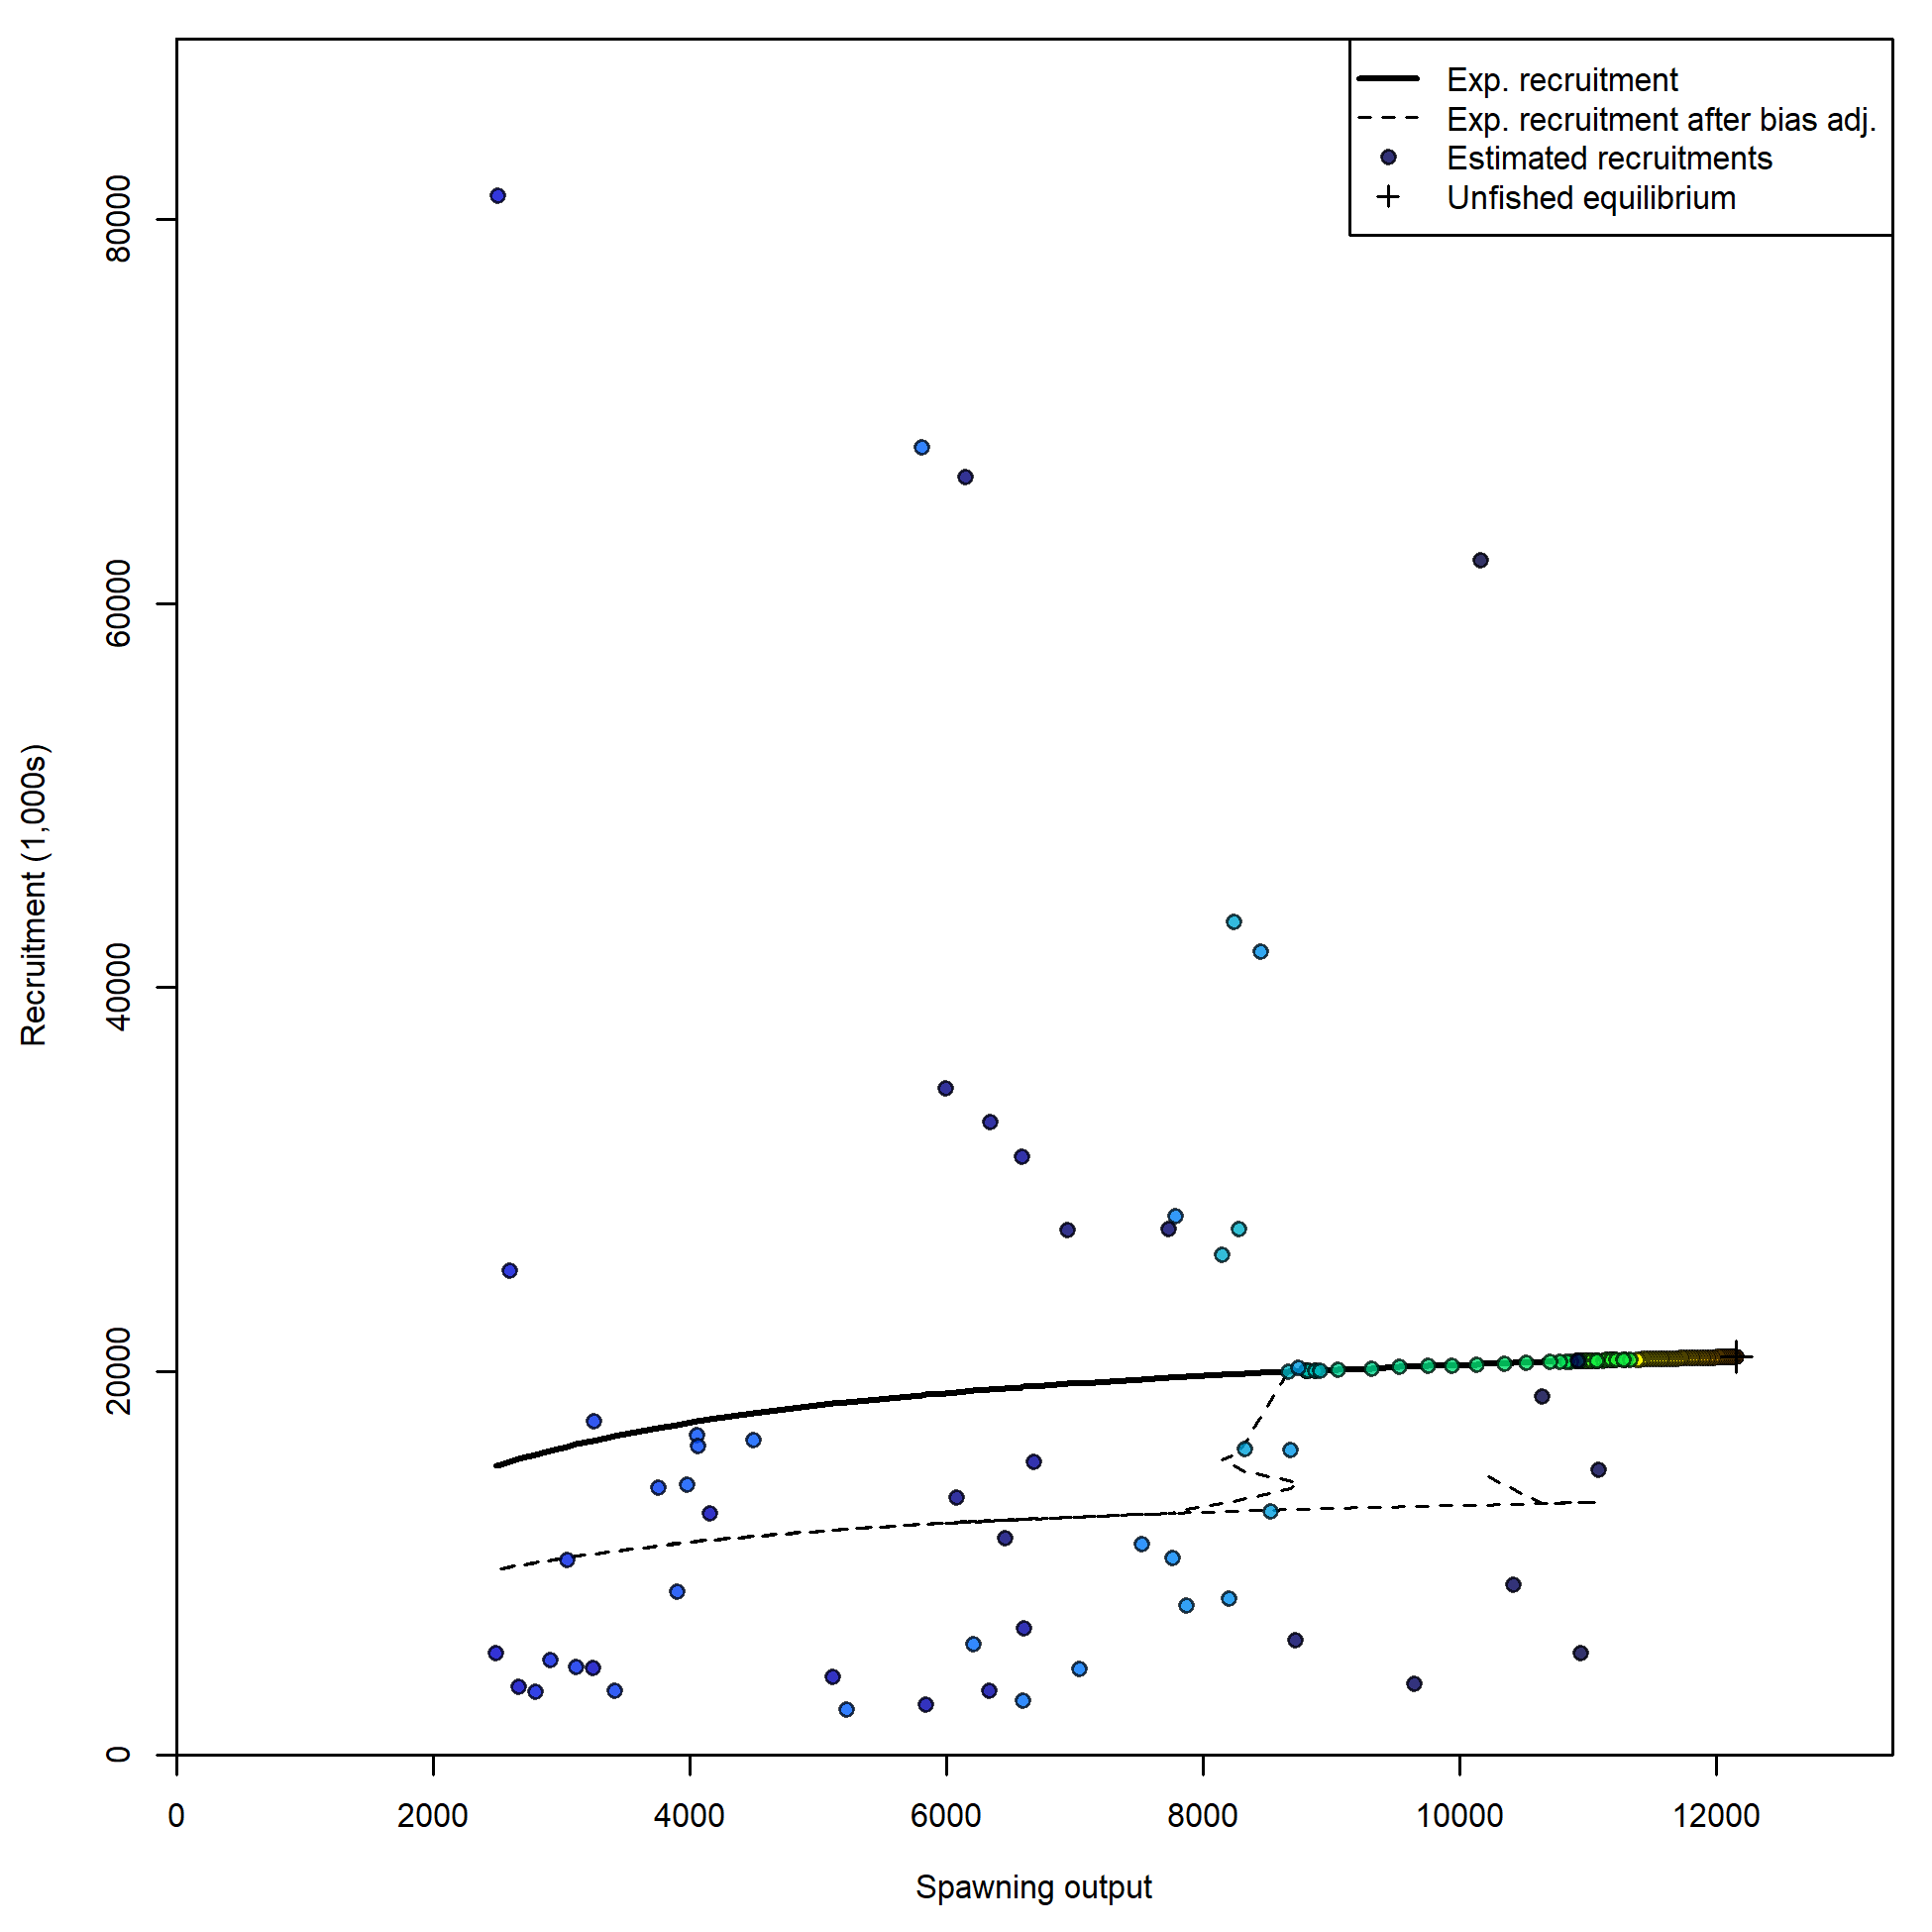 Exp. recruitment
Exp. recruitment after bias adj.
Estimated recruitments
Unfished equilibrium
80000
60000
40000
20000
0
Recruitment (1,000s)
0 2000 4000 6000 8000 10000 12000
Spawning output